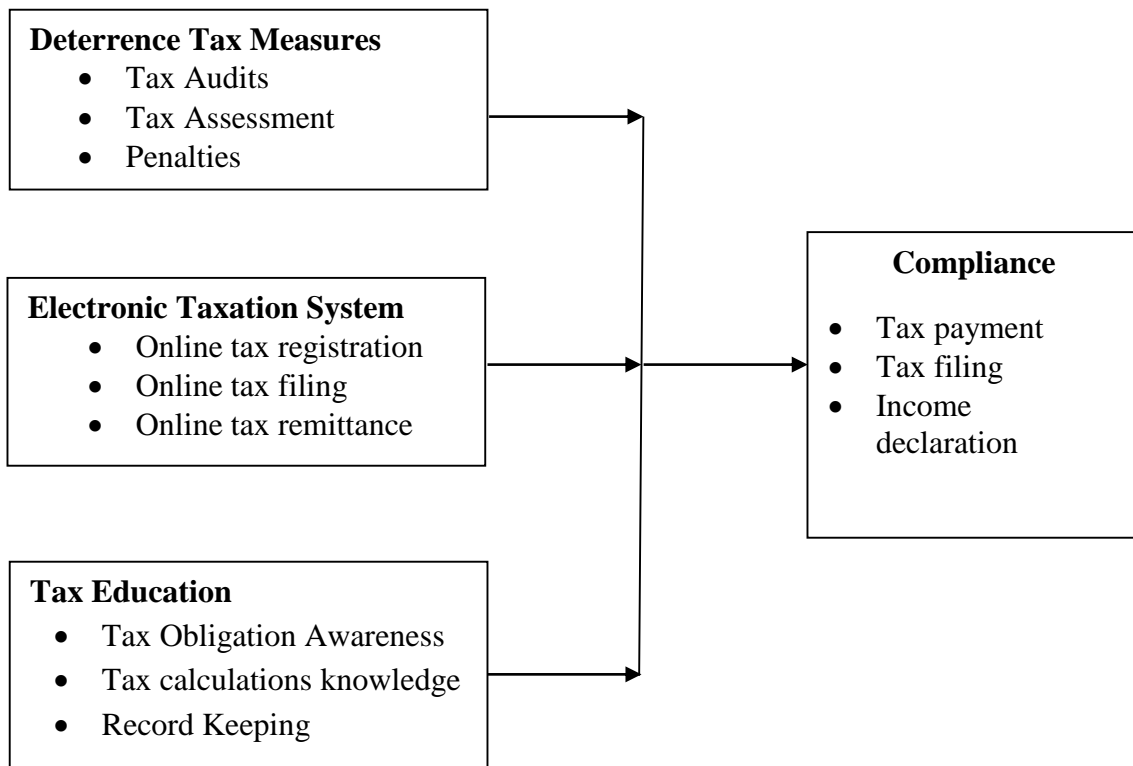 Deterrence Tax Measures
• Tax Audits
• Tax Assessment
• Penalties
Electronic Taxation System
• Online tax registration
• Online tax filing
• Online tax remittance
Tax Education
• Tax Obligation Awareness
• Tax calculations knowledge
• Record Keeping
Compliance
• Tax payment
• Tax filing
• Income
declaration